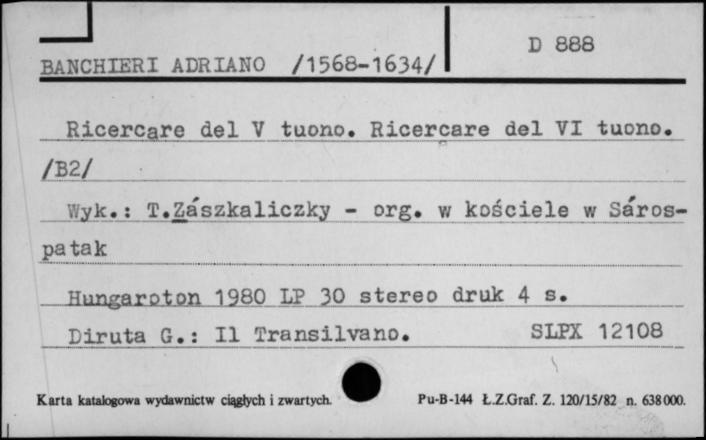 D 888
BANCHIERI ADRIANO /1568-1634/
Ricercare del V tuono. Ricercare del VI tuono.
/B2/
Wyk.: T.Zászkaliczky - org. w kościele w Sáros-
patak
Hungaroton 1980 LP 30 stereo druk 4 s.
Diruta G.: Il Transilvano. SLPX 12108
Karta katalogowa wydawnictw ciągłych i zwartych. Pu-B-144 Ł.Z.Graf. Z. 120/15/82 n. 638000.